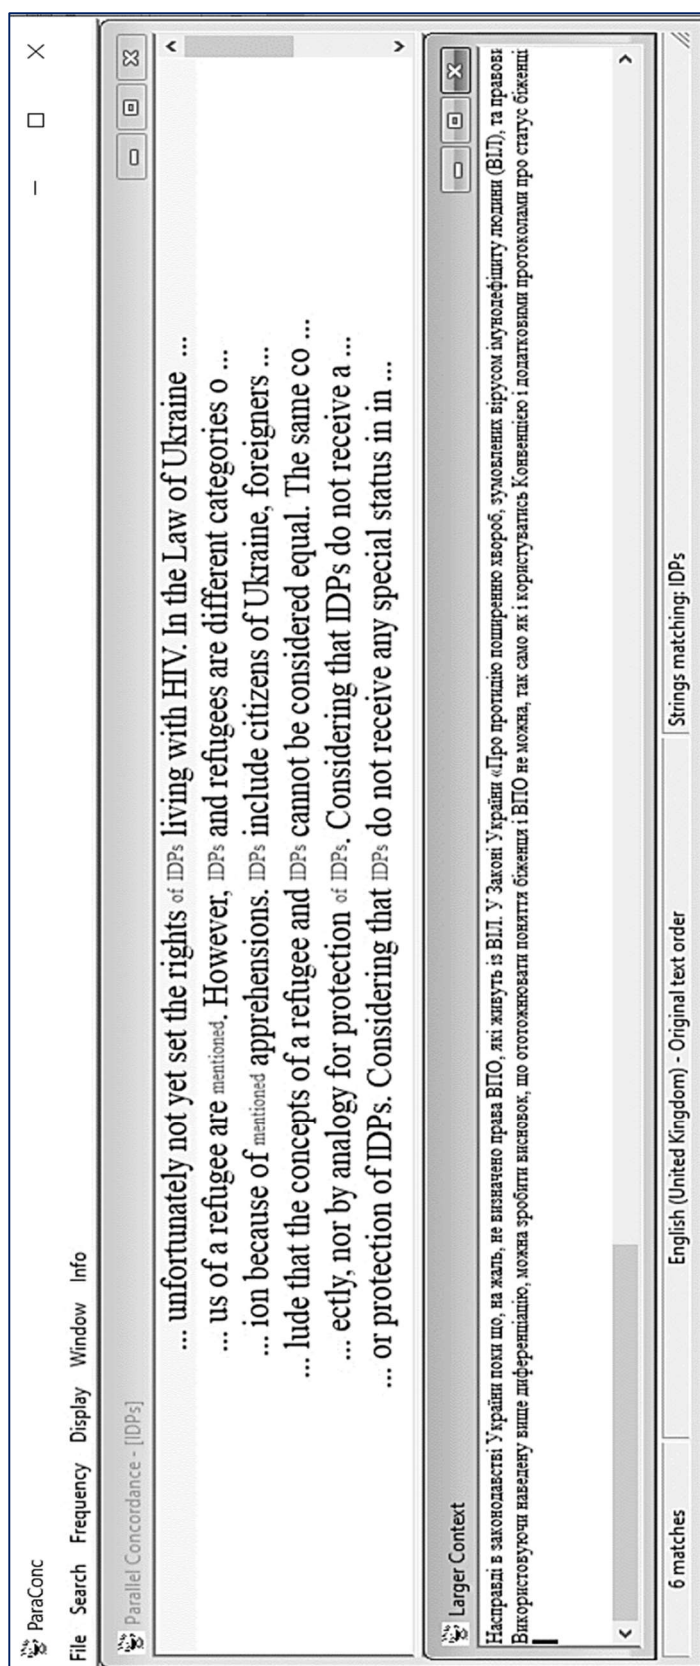 ParaConc
File Search Frequency Display Window Info
Parallel Concordance - [IDPs]
... unfortunately not yet set the rights of IDPs living with HIV. In the Law of Ukraine ...
... us of a refugee are mentioned. However, IDPs and refugees are different categories o ...
... ion because of mentioned apprehensions. IDPs include citizens of Ukraine, foreigners ...
... lude that the concepts of a refugee and IDPs cannot be considered equal. The same co ...
... ectly, nor by analogy for protection of IDPs. Considering that IDPs do not receive a ...
... or protection of IDPs. Considering that IDPs do not receive any special status in in ...
Larger Context
Насправді в законодавстві України поки що, на жаль, не визначено права ВПО, які живуть із ВІЛ. У Законі України «Про протидію поширенню хвороб, зумовлених вірусом імунодефіциту людини (ВІЛ), та правови
Використовуючи наведену вище диференціацію, можна зробити висновок, що ототожнювати поняття біженця і ВПО не можна, так само як і користуватись Конвенцією і додатковими протоколами про статус біженці
6 matches
English (United Kingdom) - Original text order
Strings matching: IDPs